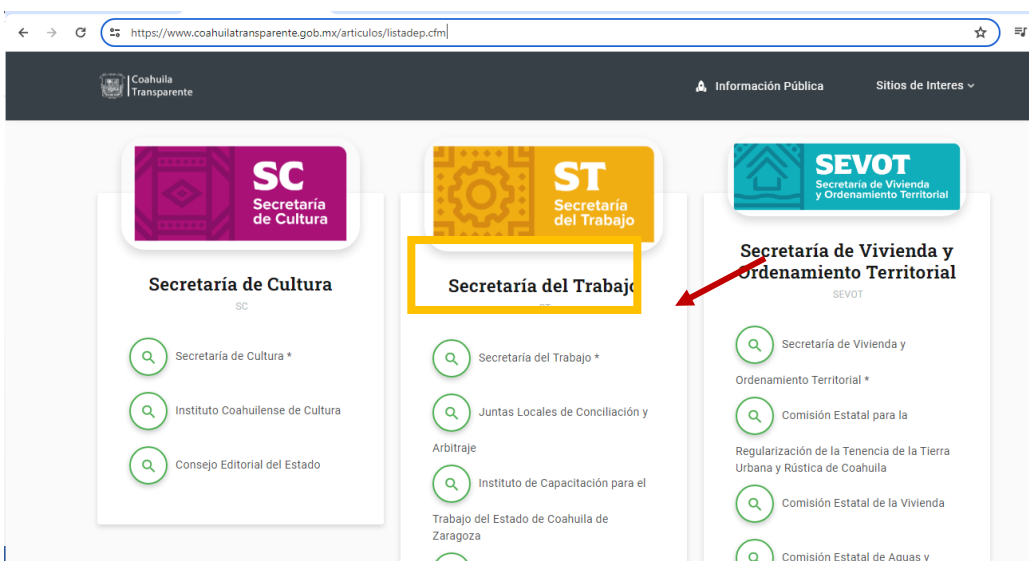 https://www.coahuilatransparente.gob.mx/articulos/listadep.cfm
Coahuila
Transparente
Información Pública
Sitios de Interes
SC
Secretaría
de Cultura
Secretaría de Cultura
SC
Secretaría de Cultura *
Instituto Coahuilense de Cultura
Consejo Editorial del Estado
ST
Secretaría
del Trabajo
Secretaría del Trabajo
ST
Secretaría del Trabajo *
Juntas Locales de Conciliación y
Arbitraje
Instituto de Capacitación para el
Trabajo del Estado de Coahuila de
Zaragoza
SEVOT
Secretaría de Vivienda
y Ordenamiento Territorial
Secretaría de Vivienda y
Ordenamiento Territorial
SEVOT
Secretaría de Vivienda y
Ordenamiento Territorial *
Comisión Estatal para la
Regularización de la Tenencia de la Tierra
Urbana y Rústica de Coahuila
Comisión Estatal de la Vivienda
Comisión Estatal de Aguas y